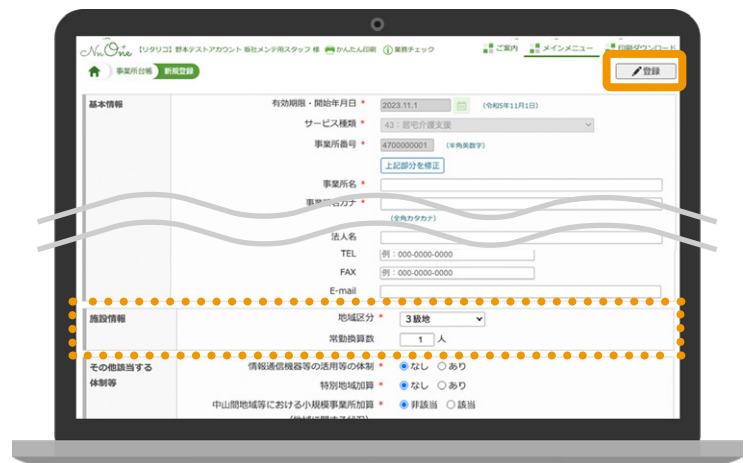 Nn One 【リタリコ】 野本テストアカウント 販社メンテ用スタッフ 様 かんたん印刷 業務チェック ご案内 メインメニュー 印刷ダウンロード
事業所台帳 新規登録 登録
基本情報 有効期限・開始年月日 * 2023.11.1 (令和5年11月1日)
サービス種類 * 43:居宅介護支援
事業所番号 * 4700000001 (半角英数字)
上記部分を修正
事業所名 *
事業所名カナ *
(全角カタカナ)
法人名
TEL 例:000-0000-0000
FAX 例:000-0000-0000
E-mail
施設情報 地域区分 * 3級地
常勤換算数 1 人
その他該当する 情報通信機器等の活用等の体制 * なし あり
体制等 特別地域加算 * なし あり
中山間地域等における小規模事業所加算 * 非該当 該当